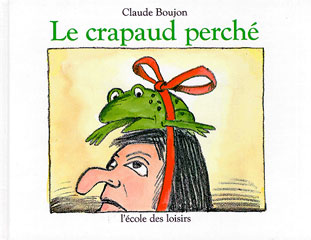 Claude Boujon
Le crapaud perché
l'école des loisirs